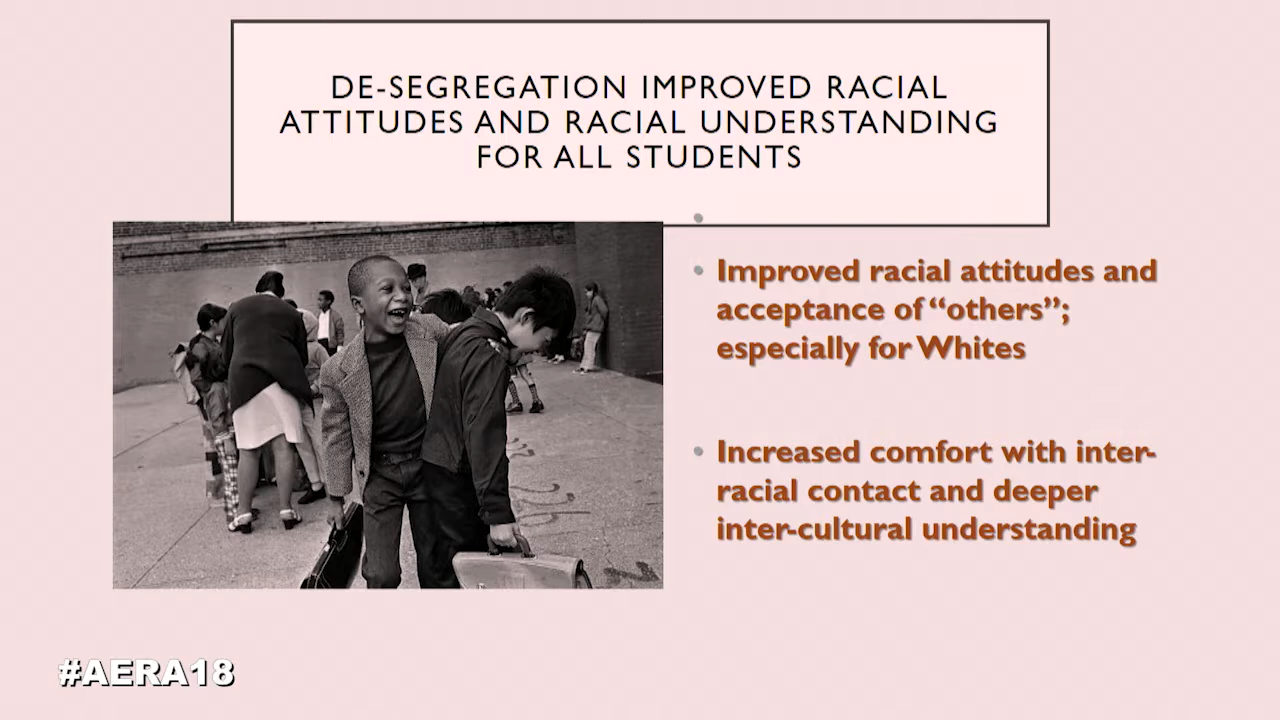 DE-SEGREGATION IMPROVED RACIAL
ATTITUDES AND RACIAL UNDERSTANDING
FOR ALL STUDENTS
• Improved racial attitudes and
acceptance of “others”;
especially for Whites
• Increased comfort with inter-
racial contact and deeper
inter-cultural understanding
#AERA18